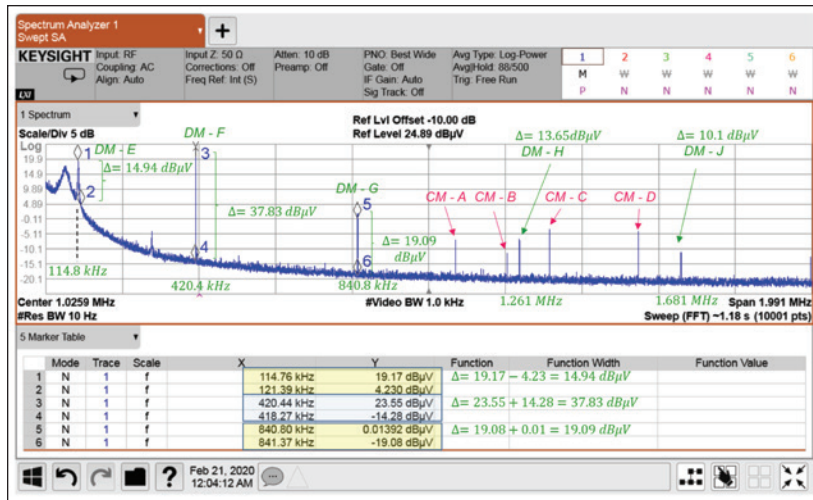 Spectrum Analyzer 1
Swept SA
+
KEYSIGHT
Input: RF
Coupling: AC
Align: Auto
Input Z: 50 Ω
Corrections: Off
Freq Ref: Int (S)
Atten: 10 dB
Preamp: Off
PNO: Best Wide
Gate: Off
IF Gain: Auto
Sig Track: Off
Avg Type: Log-Power
Avg|Hold: 88/500
Trig: Free Run
1 2 3 4 5 6
M W W W W W
P N N N N N
LXI
1 Spectrum
Scale/Div 5 dB
Ref Lvl Offset -10.00 dB
Ref Level 24.89 dBµV
Log
19.9
14.9
9.89
4.89
-0.11
-5.11
-10.1
-15.1
-20.1
DM - E
1
Δ= 14.94 dBµV
2
DM - F
3
Δ= 37.83 dBµV
4
DM - G
5
Δ= 19.09
dBµV
6
CM - A
CM - B
Δ= 13.65dBµV
DM - H
CM - C
CM - D
Δ= 10.1 dBµV
DM - J
114.8 kHz
420.4 kHz
840.8 kHz
1.261 MHz
1.681 MHz
Center 1.0259 MHz
#Video BW 1.0 kHz
Span 1.991 MHz
#Res BW 10 Hz
Sweep (FFT) ~1.18 s (10001 pts)
5 Marker Table
Mode Trace Scale X Y Function Function Width Function Value
1 N 1 f 114.76 kHz 19.17 dBµV Δ= 19.17 − 4.23 = 14.94 dBµV
2 N 1 f 121.39 kHz 4.230 dBµV
3 N 1 f 420.44 kHz 23.55 dBµV Δ= 23.55 + 14.28 = 37.83 dBµV
4 N 1 f 418.27 kHz -14.28 dBµV
5 N 1 f 840.80 kHz 0.01392 dBµV Δ= 19.08 + 0.01 = 19.09 dBµV
6 N 1 f 841.37 kHz -19.08 dBµV
?
Feb 21, 2020
12:04:12 AM